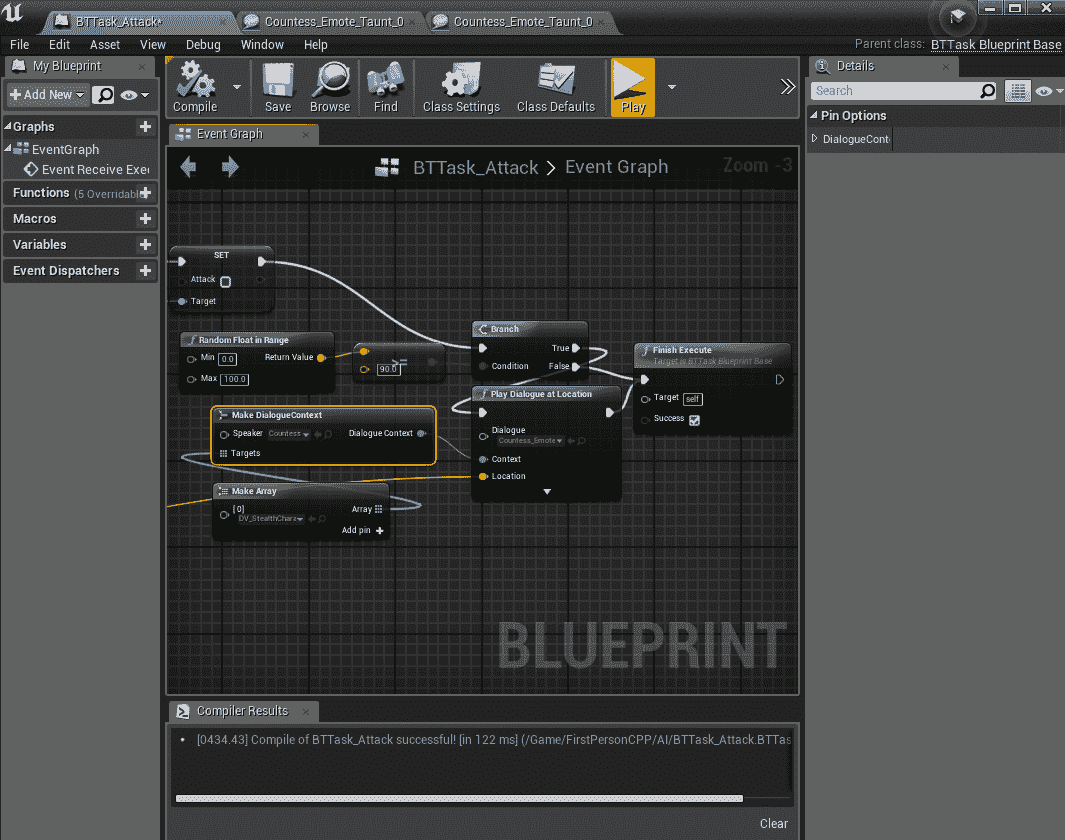 BTTask_Attack*
Countess_Emote_Taunt_0
Countess_Emote_Taunt_0
File Edit Asset View Debug Window Help
Parent class: BTTask Blueprint Base
My Blueprint
+ Add New
Graphs
EventGraph
Event Receive Exe
Functions (5 Overridabl
Macros
Variables
Event Dispatchers
Compile
Save
Browse
Find
Class Settings
Class Defaults
Play
Event Graph
BTTask_Attack > Event Graph
Zoom -3
SET
Attack
Target
Random Float in Range
Min 0.0 Return Value
Max 100.0
>=
90.0
Branch
True
Condition False
Finish Execute
Target is BTTask Blueprint Base
Target self
Success
Make DialogueContext
Speaker Countess Dialogue Context
Targets
Play Dialogue at Location
Dialogue
Countess_Emote
Context
Location
Make Array
[0] Array
DV_StealthChara
Add pin +
BLUEPRINT
Compiler Results
• [0434.43] Compile of BTTask_Attack successful! [in 122 ms] (/Game/FirstPersonCPP/AI/BTTask_Attack.BTTas
Clear
Details
Search
Pin Options
DialogueCont